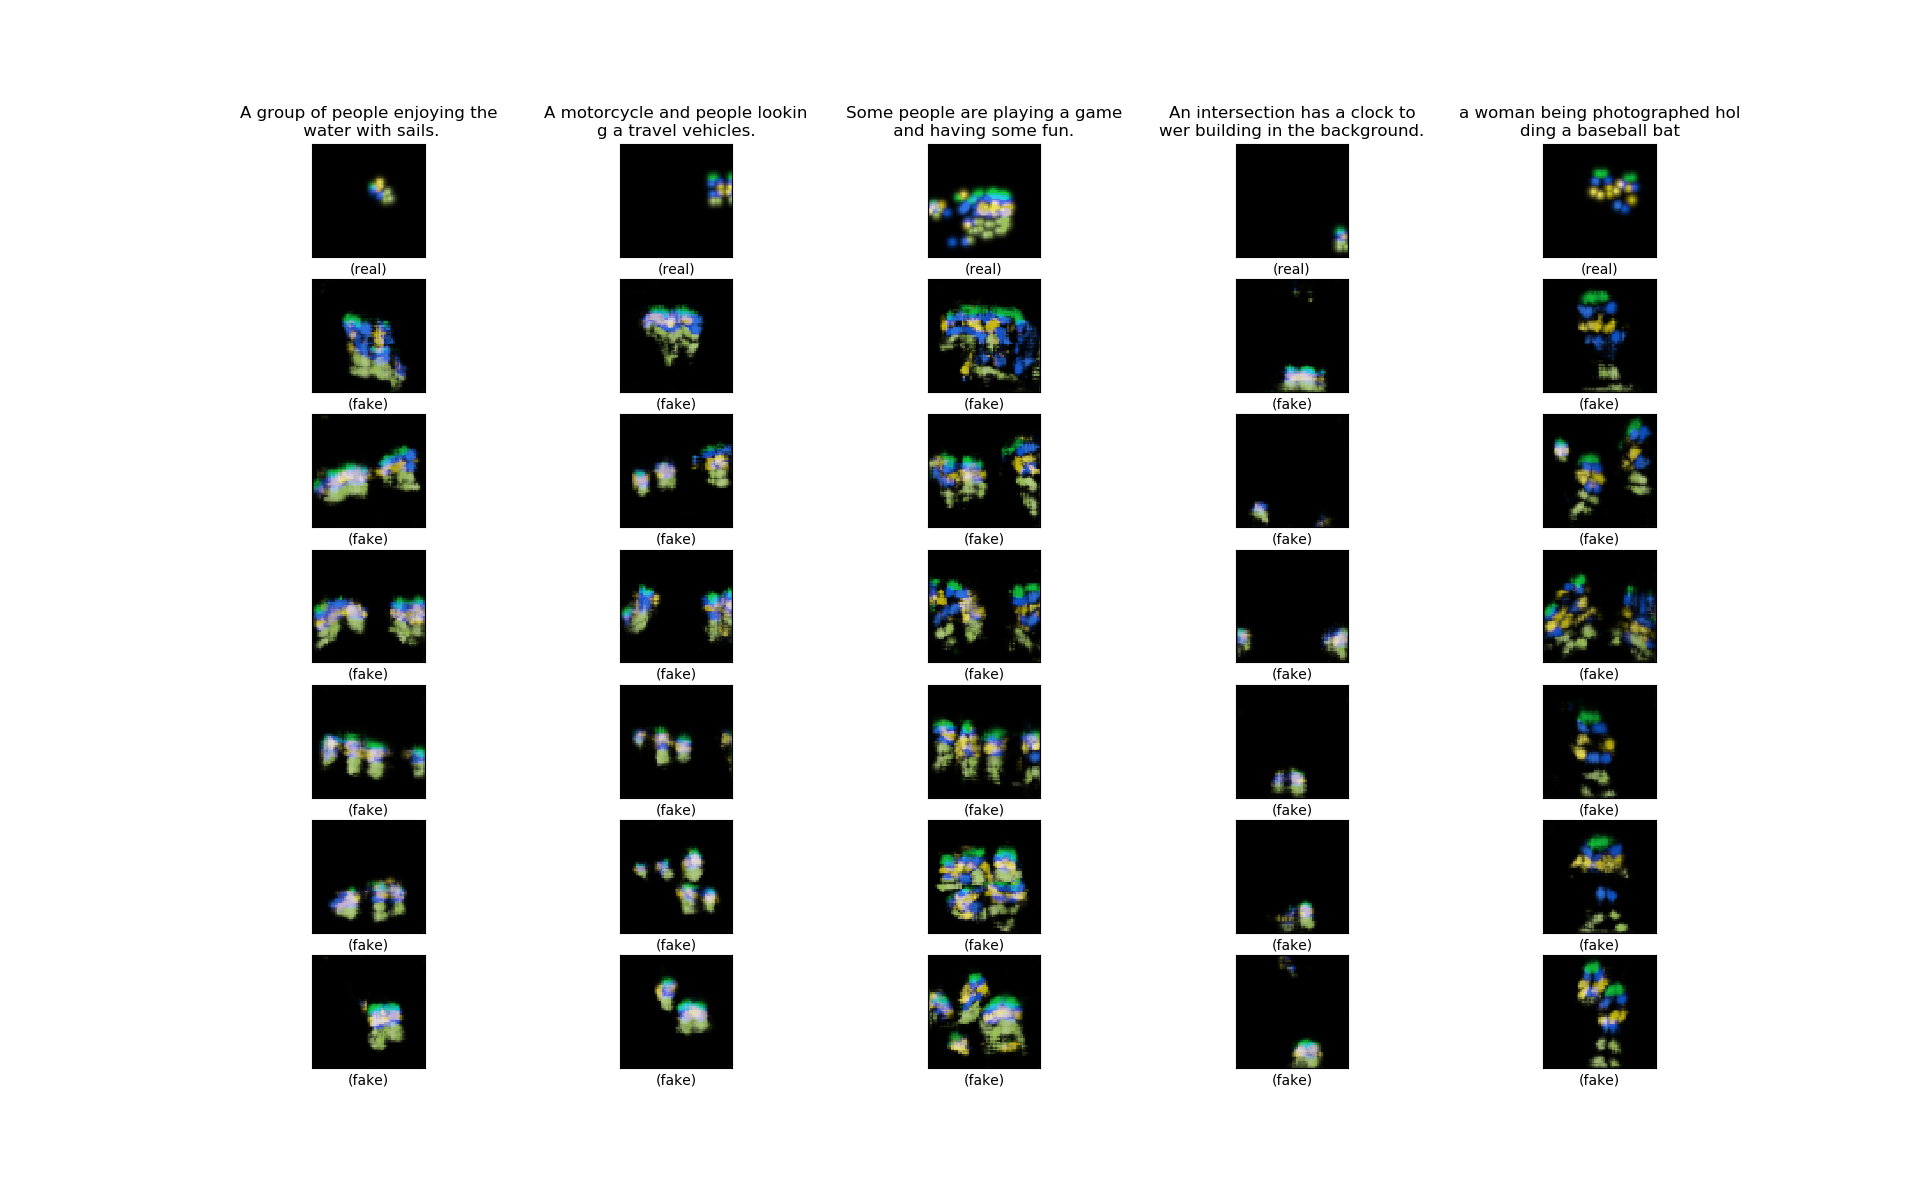 A group of people enjoying the
water with sails.
A motorcycle and people lookin
g a travel vehicles.
Some people are playing a game
and having some fun.
An intersection has a clock to
wer building in the background.
a woman being photographed hol
ding a baseball bat
(real) (real) (real) (real) (real)
(fake) (fake) (fake) (fake) (fake)
(fake) (fake) (fake) (fake) (fake)
(fake) (fake) (fake) (fake) (fake)
(fake) (fake) (fake) (fake) (fake)
(fake) (fake) (fake) (fake) (fake)
(fake) (fake) (fake) (fake) (fake)